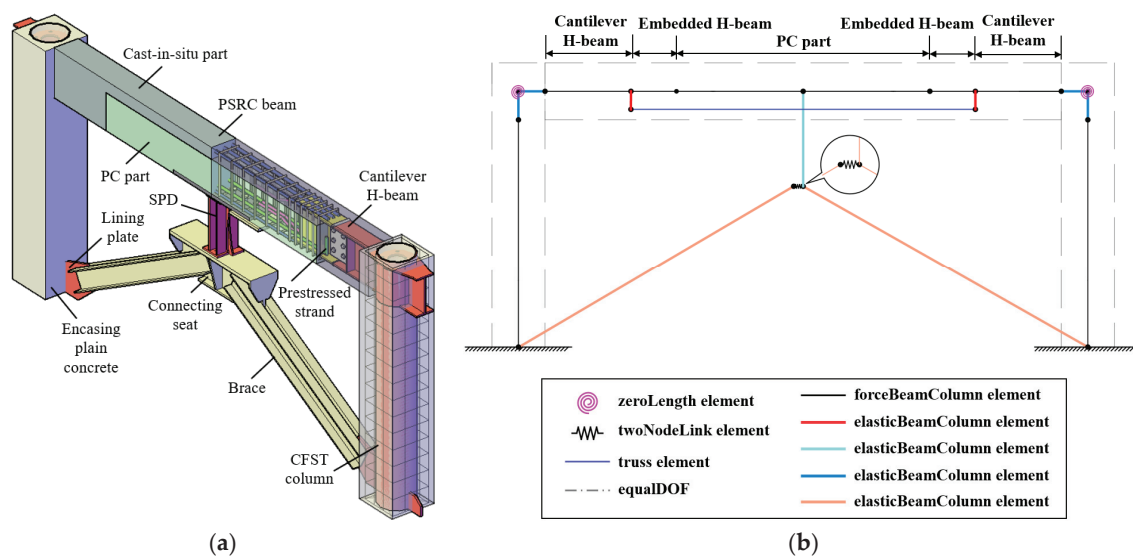 Cast-in-situ part
PSRC beam
PC part
SPD
Cantilever
H-beam
Lining
plate
Connecting
seat
Prestressed
strand
Encasing
plain
concrete
Brace
CFST
column
(a)
Cantilever
H-beam
Embedded H-beam
PC part
Embedded H-beam
Cantilever
H-beam
zeroLength element
twoNodeLink element
truss element
equalDOF
forceBeamColumn element
elasticBeamColumn element
elasticBeamColumn element
elasticBeamColumn element
elasticBeamColumn element
(b)